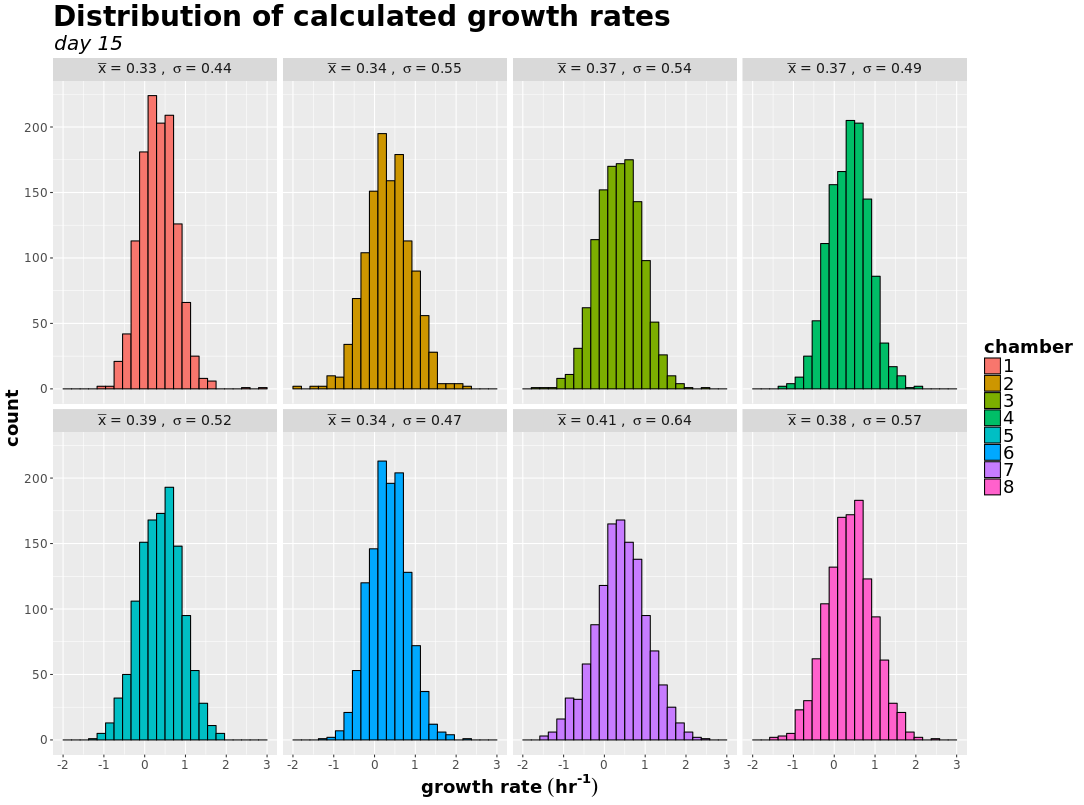 Distribution of calculated growth rates
day 15
x̅ = 0.33 , σ = 0.44
x̅ = 0.34 , σ = 0.55
x̅ = 0.37 , σ = 0.54
x̅ = 0.37 , σ = 0.49
200
150
100
50
0
x̅ = 0.39 , σ = 0.52
x̅ = 0.34 , σ = 0.47
x̅ = 0.41 , σ = 0.64
x̅ = 0.38 , σ = 0.57
200
150
100
50
0
-2 -1 0 1 2 3
-2 -1 0 1 2 3
-2 -1 0 1 2 3
-2 -1 0 1 2 3
count
growth rate (hr⁻¹)
chamber
1
2
3
4
5
6
7
8